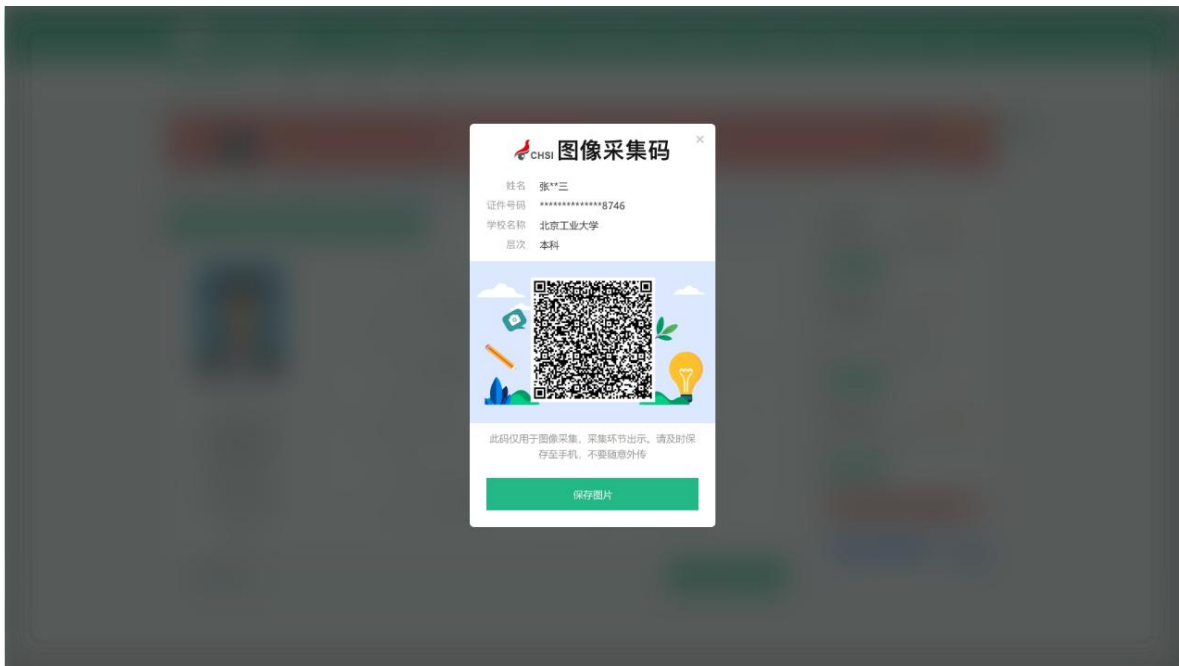 CHSI 图像采集码
×
姓名 张**三
证件号码 **************8746
学校名称 北京工业大学
层次 本科
此码仅用于图像采集，采集环节出示。请及时保
存至手机，不要随意外传
保存图片